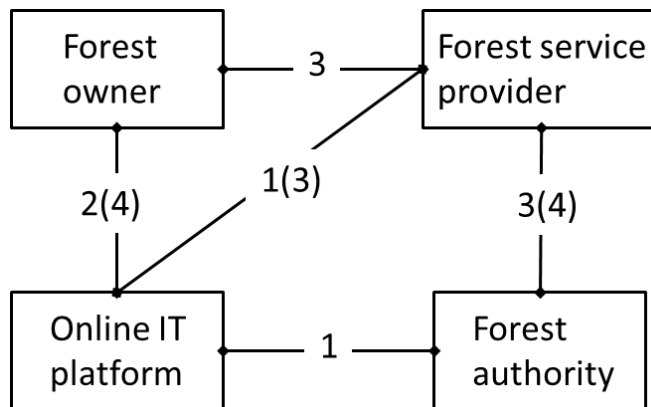 Forest
owner
3
Forest service
provider
1(3)
2(4)
3(4)
Online IT
platform
1
Forest
authority